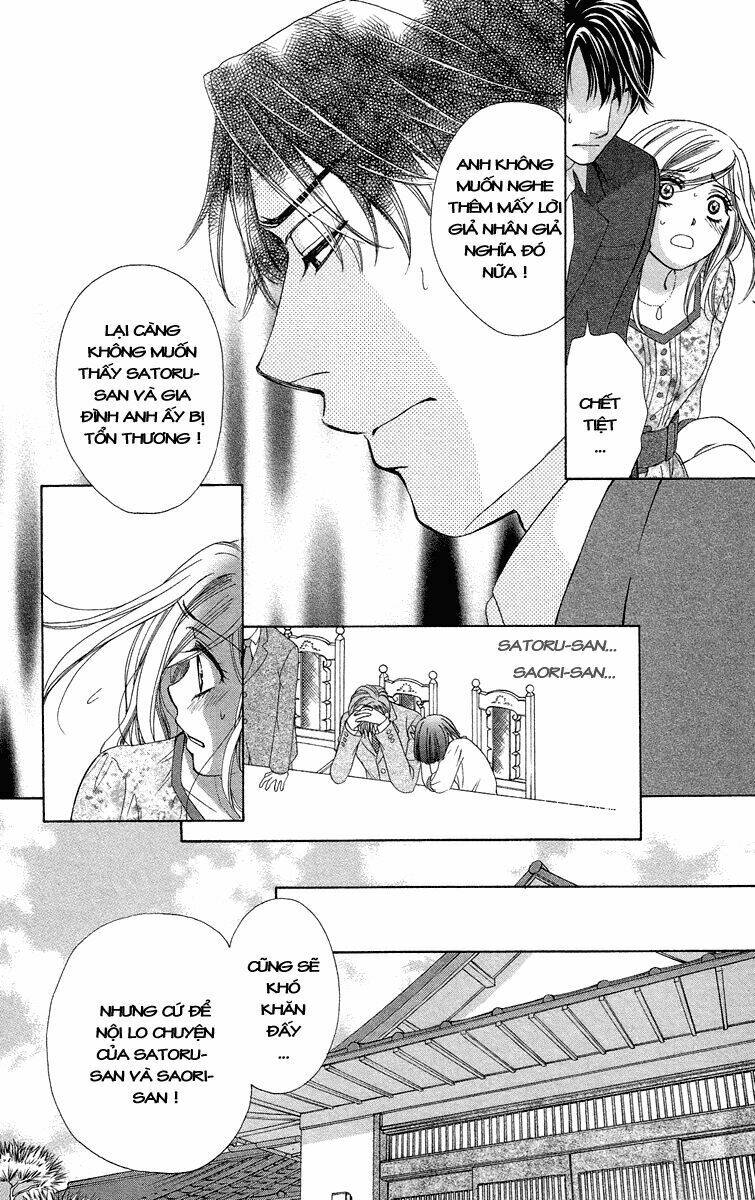 ANH KHÔNG
MUỐN NGHE
THÊM MẤY LỜI
GIẢ NHÂN GIẢ
NGHĨA ĐÓ
NỮA !
CHẾT
TIỆT
...
LẠI CÀNG
KHÔNG MUỐN
THẤY SATORU-
SAN VÀ GIA
ĐÌNH ANH ẤY BỊ
TỔN THƯƠNG !
SATORU-SAN...
SAORI-SAN...
CŨNG SẼ
KHÓ
KHĂN
ĐẤY
...
NHƯNG CỨ ĐỂ
NỘI LO CHUYỆN
CỦA SATORU-
SAN VÀ SAORI-
SAN !